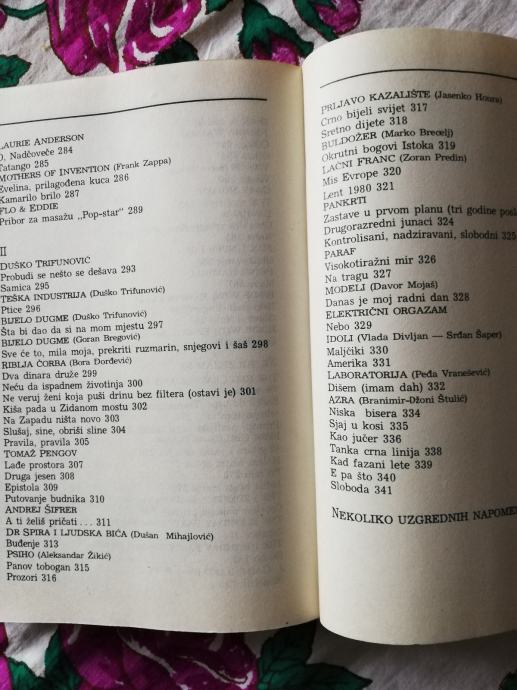 LAURIE ANDERSON
O, Nadčoveče 284
Tatango 285
MOTHERS OF INVENTION (Frank Zappa)
Evelina, prilagođena kuca 286
Kamarilo brilo 287
FLO & EDDIE
Pribor za masažu „Pop-star" 289
II
DUŠKO TRIFUNOVIĆ
Probudi se nešto se dešava 293
Samica 295
TEŠKA INDUSTRIJA (Duško Trifunović)
Ptice 296
BIJELO DUGME (Duško Trifunović)
Šta bi dao da si na mom mjestu 297
BIJELO DUGME (Goran Bregović)
Sve će to, mila moja, prekriti ruzmarin, snjegovi i šaš 298
RIBLJA ČORBA (Bora Đorđević)
Dva dinara druže 299
Neću da ispadnem životinja 300
Ne veruj ženi koja puši drinu bez filtera (ostavi je) 301
Kiša pada u Zidanom mostu 302
Na Zapadu ništa novo 303
Slušaj, sine, obriši sline 304
Pravila, pravila 305
TOMAŽ PENGOV
Lađe prostora 307
Druga jesen 308
Epistola 309
Putovanje budnika 310
ANDREJ ŠIFRER
A ti želiš pričati... 311
DR SPIRA I LJUDSKA BIĆA (Dušan Mihajlović)
Buđenje 313
PSIHO (Aleksandar Žikić)
Panov tobogan 315
Prozori 316
PRLJAVO KAZALIŠTE (Jasenko Houra)
Crno bijeli svijet 317
Sretno dijete 318
BULDOŽER (Marko Brecelj)
Okrutni bogovi Istoka 319
LAČNI FRANC (Zoran Predin)
Mis Evrope 320
Lent 1980 321
PANKRTI
Zastave u prvom planu (tri godine
Drugorazredni junaci 324
Kontrolisani, nadziravani, slobodni 325
PARAF
Visokotiražni mir 326
Na tragu 327
MODELI (Davor Mojaš)
Danas je moj radni dan 328
ELEKTRIČNI ORGAZAM
Nebo 329
IDOLI (Vlada Divljan — Srđan Šaper)
Maljčiki 330
Amerika 331
LABORATORIJA (Peđa Vranešević)
Dišem (imam dah) 332
AZRA (Branimir-Džoni Štulić)
Niska bisera 334
Sjaj u kosi 335
Kao jučer 336
Tanka crna linija 338
Kad fazani lete 339
E pa što 340
Sloboda 341
NEKOLIKO UZGREDNIH